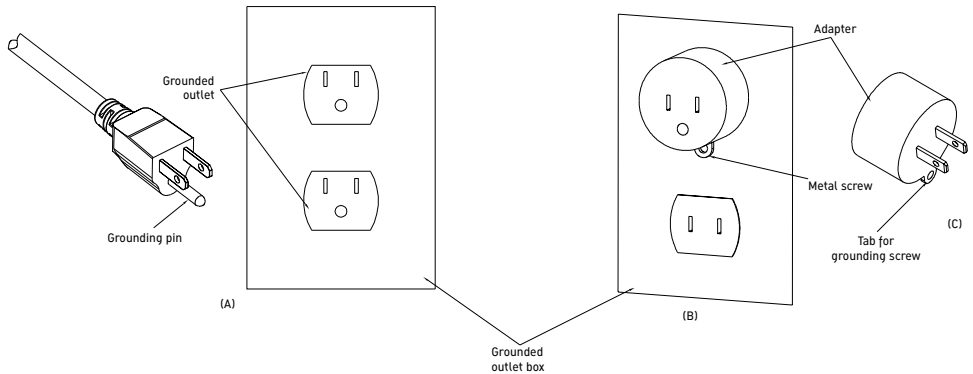 Grounded
outlet
Grounding pin
(A)
Adapter
Metal screw
Tab for
grounding screw
(C)
(B)
Grounded
outlet box